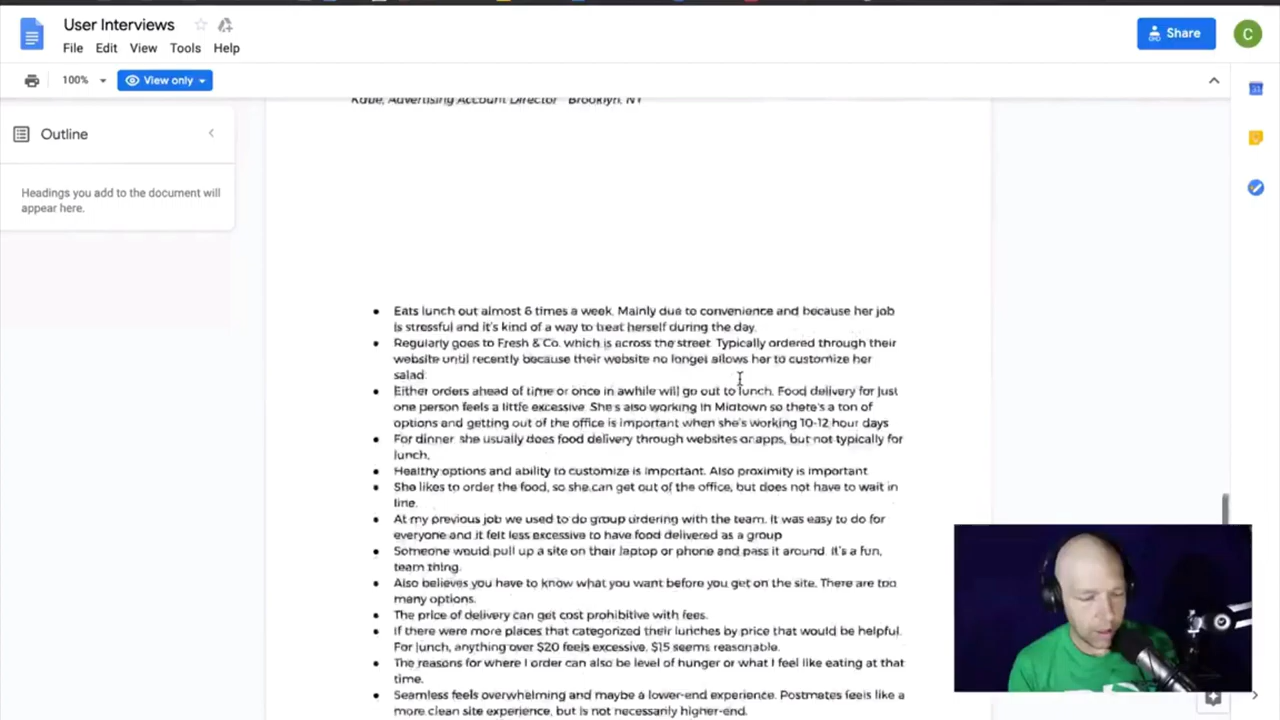 User Interviews
Share
C
File Edit View Tools Help
100% View only
Outline
Headings you add to the document will
appear here.
Katie, Advertising Account Director Brooklyn, NY
Eats lunch out almost 6 times a week. Mainly due to convenience and because her job
is stressful and it's kind of a way to treat herself during the day.
Regularly goes to Fresh & Co. which is across the street. Typically ordered through their
website until recently because their website no longer allows her to customize her
salad.
Either orders ahead of time or once in awhile will go out to lunch. Food delivery for just
one person feels a little excessive. She's also working in Midtown so there's a ton of
options and getting out of the office is important when she's working 10-12 hour days
For dinner she usually does food delivery through websites or apps, but not typically for
lunch.
Healthy options and ability to customize is important. Also proximity is important
She likes to order the food, so she can get out of the office, but does not have to wait in
line.
At my previous job we used to do group ordering with the team. It was easy to do for
everyone and it felt less excessive to have food delivered as a group
Someone would pull up a site on their laptop or phone and pass it around. It's a fun,
team thing.
Also believes you have to know what you want before you get on the site. There are too
many options.
The price of delivery can get cost prohibitive with fees.
If there were more places that categorized their lunches by price that would be helpful.
For lunch, anything over $20 feels excessive. $15 seems reasonable.
The reasons for where I order can also be level of hunger or what I feel like eating at that
time.
Seamless feels overwhelming and maybe a lower-end experience. Postmates feels like a
more clean site experience, but is not necessarily higher-end.